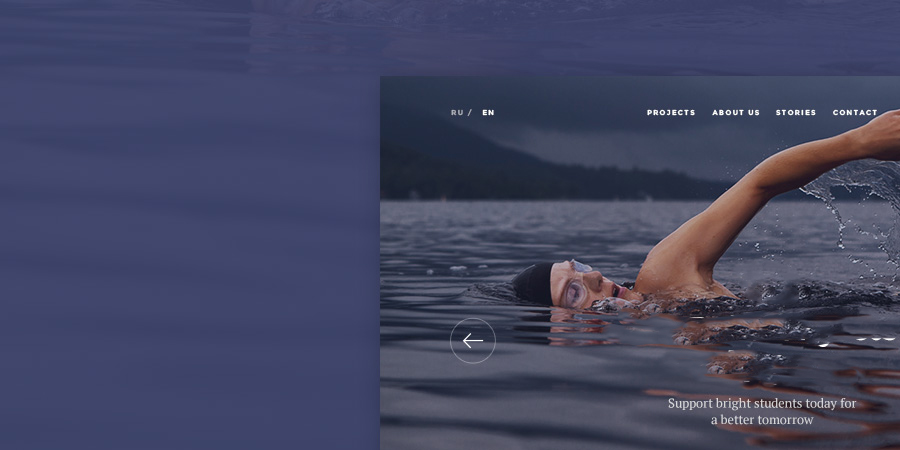 RU / EN PROJECTS ABOUT US STORIES CONTACT
Support bright students today for
a better tomorrow